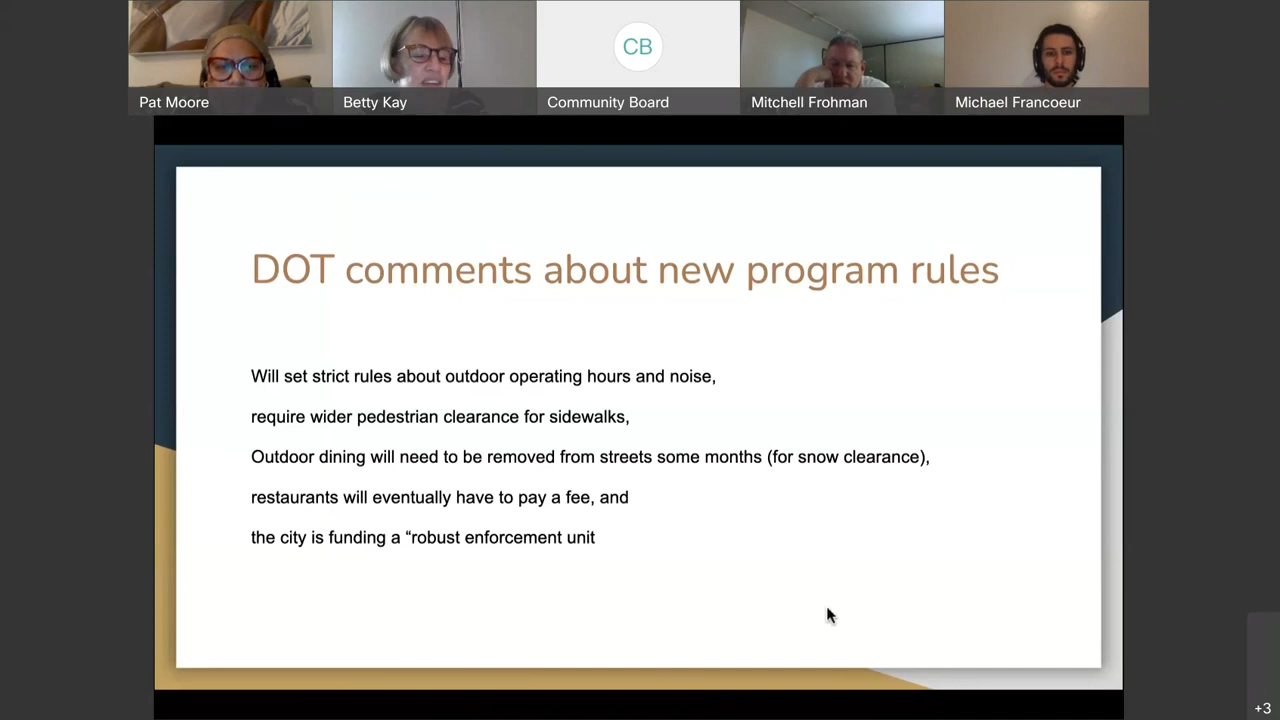 CB
Pat Moore
Betty Kay
Community Board
Mitchell Frohman
Michael Francoeur
DOT comments about new program rules
Will set strict rules about outdoor operating hours and noise,
require wider pedestrian clearance for sidewalks,
Outdoor dining will need to be removed from streets some months (for snow clearance),
restaurants will eventually have to pay a fee, and
the city is funding a “robust enforcement unit
+3